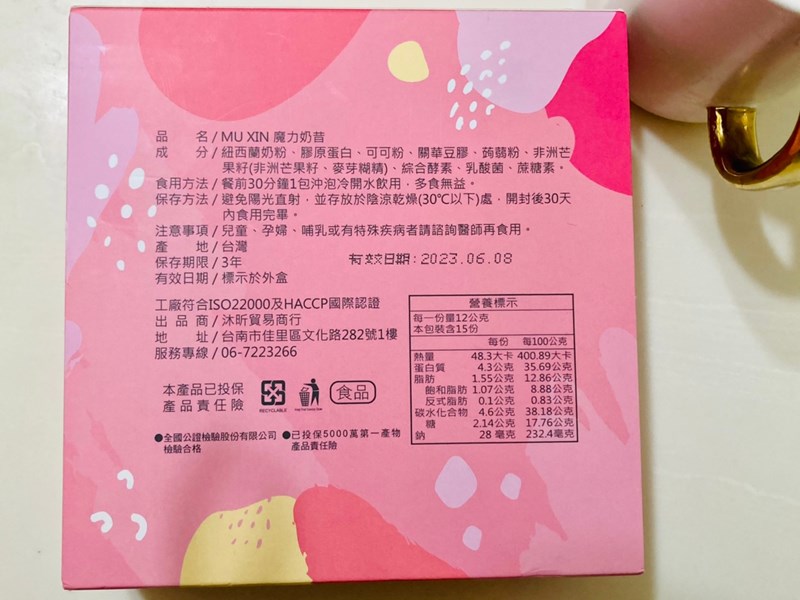 品　　名 / MU XIN 魔力奶昔
成　　分 / 紐西蘭奶粉、膠原蛋白、可可粉、關華豆膠、蒟蒻粉、非洲芒
果籽(非洲芒果籽、麥芽糊精)、綜合酵素、乳酸菌、蔗糖素。
食用方法 / 餐前30分鐘1包沖泡冷開水飲用，多食無益。
保存方法 / 避免陽光直射，並存放於陰涼乾燥(30℃以下)處，開封後30天
內食用完畢。
注意事項 / 兒童、孕婦、哺乳或有特殊疾病者請諮詢醫師再食用。
產　　地 / 台灣
保存期限 / 3年
有效日期 / 標示於外盒
有效日期：2023.06.08
工廠符合ISO22000及HACCP國際認證
出 品 商 / 沐昕貿易商行
地　　址 / 台南市佳里區文化路282號1樓
服務專線 / 06-7223266
本產品已投保
產品責任險
RECYCLABLE
食品
●全國公證檢驗股份有限公司
檢驗合格
●已投保5000萬第一產物
產品責任險
營養標示
每一份量12公克
本包裝含15份
每份 每100公克
熱量 48.3大卡 400.89大卡
蛋白質 4.3公克 35.69公克
脂肪 1.55公克 12.86公克
飽和脂肪 1.07公克 8.88公克
反式脂肪 0.1公克 0.83公克
碳水化合物 4.6公克 38.18公克
糖 2.14公克 17.76公克
鈉 28 毫克 232.4毫克